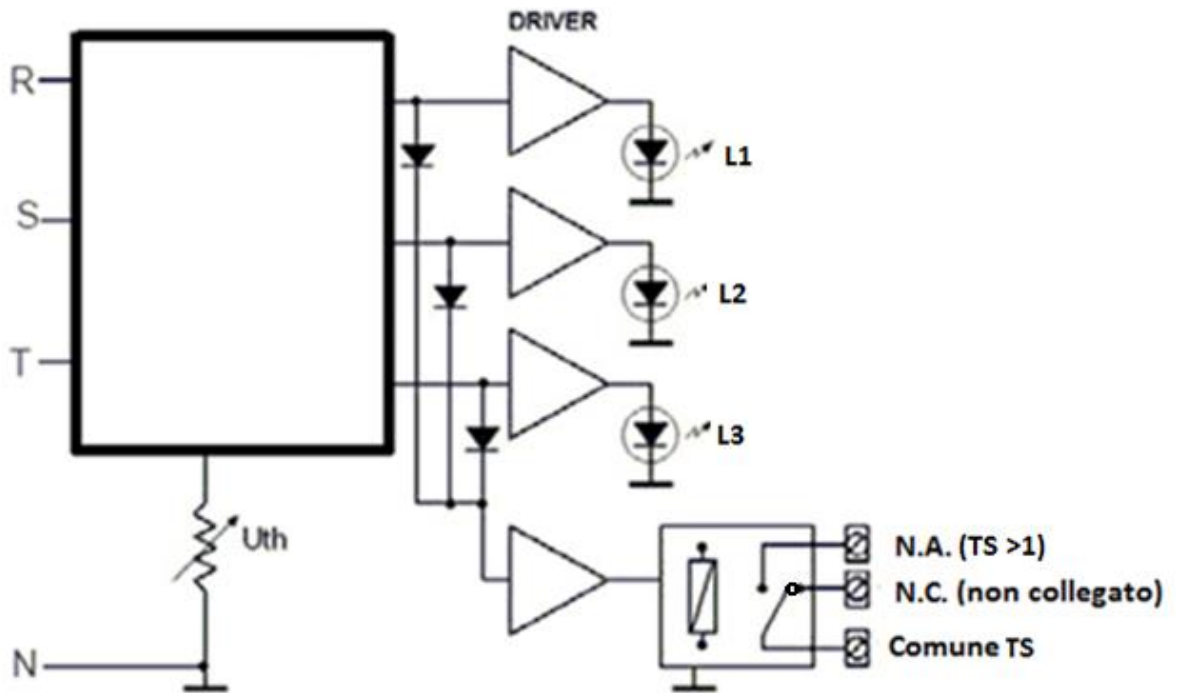 DRIVER
R
L1
S
L2
T
L3
Uth
N.A. (TS >1)
N.C. (non collegato)
N
Comune TS